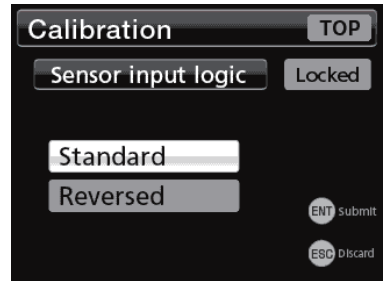 Calibration TOP
Sensor input logic Locked
Standard
Reversed
ENT Submit
ESC Discard